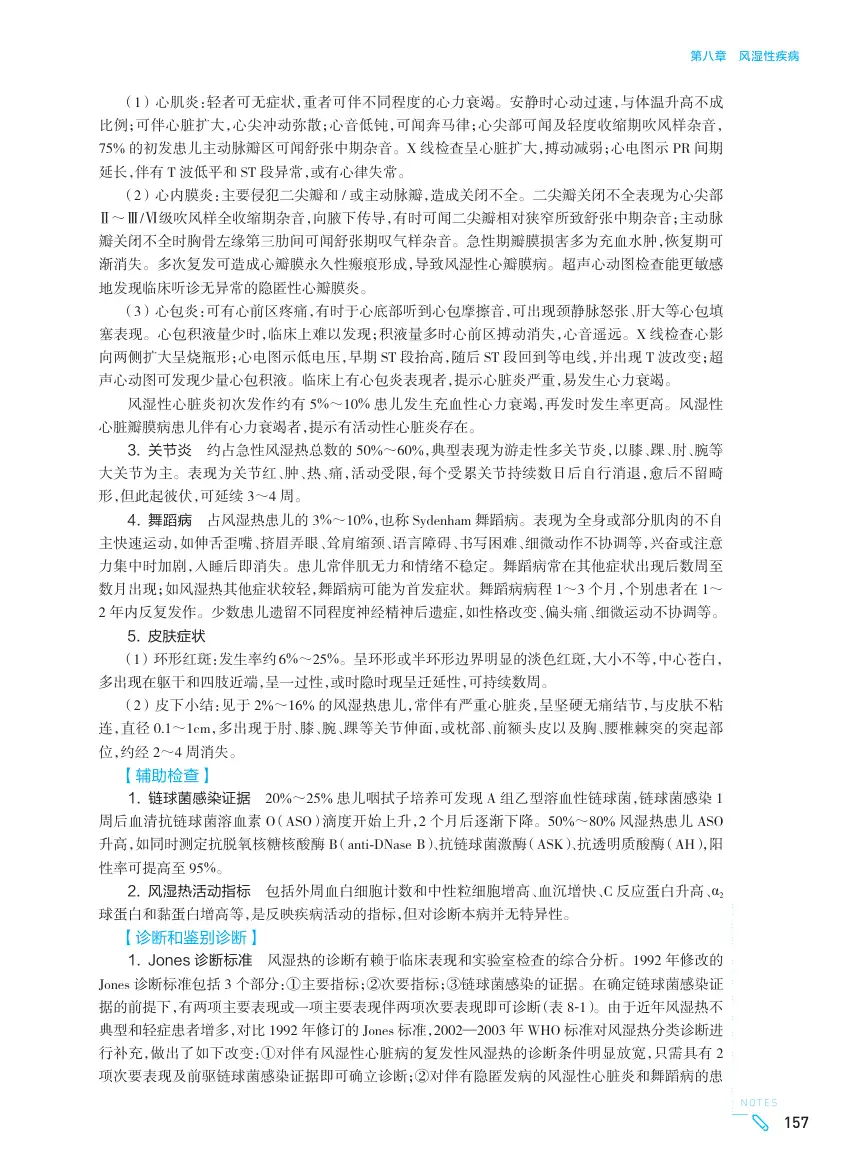 第八章 风湿性疾病
（1）心肌炎：轻者可无症状，重者可伴不同程度的心力衰竭。安静时心动过速，与体温升高不成
比例；可伴心脏扩大，心尖冲动弥散；心音低钝，可闻奔马律；心尖部可闻及轻度收缩期吹风样杂音，
75% 的初发患儿主动脉瓣区可闻舒张中期杂音。X 线检查呈心脏扩大，搏动减弱；心电图示 PR 间期
延长，伴有 T 波低平和 ST 段异常，或有心律失常。
（2）心内膜炎：主要侵犯二尖瓣和 / 或主动脉瓣，造成关闭不全。二尖瓣关闭不全表现为心尖部
Ⅱ～Ⅲ/Ⅵ级吹风样全收缩期杂音，向腋下传导，有时可闻二尖瓣相对狭窄所致舒张中期杂音；主动脉
瓣关闭不全时胸骨左缘第三肋间可闻舒张期叹气样杂音。急性期瓣膜损害多为充血水肿，恢复期可
渐消失。多次复发可造成心瓣膜永久性瘢痕形成，导致风湿性心瓣膜病。超声心动图检查能更敏感
地发现临床听诊无异常的隐匿性心瓣膜炎。
（3）心包炎：可有心前区疼痛，有时于心底部听到心包摩擦音，可出现颈静脉怒张、肝大等心包填
塞表现。心包积液量少时，临床上难以发现；积液量多时心前区搏动消失，心音遥远。X 线检查心影
向两侧扩大呈烧瓶形；心电图示低电压，早期 ST 段抬高，随后 ST 段回到等电线，并出现 T 波改变；超
声心动图可发现少量心包积液。临床上有心包炎表现者，提示心脏炎严重，易发生心力衰竭。
风湿性心脏炎初次发作约有 5%～10% 患儿发生充血性心力衰竭，再发时发生率更高。风湿性
心脏瓣膜病患儿伴有心力衰竭者，提示有活动性心脏炎存在。
3. 关节炎 约占急性风湿热总数的 50%～60%，典型表现为游走性多关节炎，以膝、踝、肘、腕等
大关节为主。表现为关节红、肿、热、痛，活动受限，每个受累关节持续数日后自行消退，愈后不留畸
形，但此起彼伏，可延续 3～4 周。
4. 舞蹈病 占风湿热患儿的 3%～10%，也称 Sydenham 舞蹈病。表现为全身或部分肌肉的不自
主快速运动，如伸舌歪嘴、挤眉弄眼、耸肩缩颈、语言障碍、书写困难、细微动作不协调等，兴奋或注意
力集中时加剧，入睡后即消失。患儿常伴肌无力和情绪不稳定。舞蹈病常在其他症状出现后数周至
数月出现；如风湿热其他症状较轻，舞蹈病可能为首发症状。舞蹈病病程 1～3 个月，个别患者在 1～
2 年内反复发作。少数患儿遗留不同程度神经精神后遗症，如性格改变、偏头痛、细微运动不协调等。
5. 皮肤症状
（1）环形红斑：发生率约6%～25%。呈环形或半环形边界明显的淡色红斑，大小不等，中心苍白，
多出现在躯干和四肢近端，呈一过性，或时隐时现呈迁延性，可持续数周。
（2）皮下小结：见于 2%～16% 的风湿热患儿，常伴有严重心脏炎，呈坚硬无痛结节，与皮肤不粘
连，直径 0.1～1cm，多出现于肘、膝、腕、踝等关节伸面，或枕部、前额头皮以及胸、腰椎棘突的突起部
位，约经 2～4 周消失。
【辅助检查】
1. 链球菌感染证据 20%～25% 患儿咽拭子培养可发现 A 组乙型溶血性链球菌，链球菌感染 1
周后血清抗链球菌溶血素 O（ASO）滴度开始上升，2 个月后逐渐下降。50%～80% 风湿热患儿 ASO
升高，如同时测定抗脱氧核糖核酸酶 B（anti-DNase B）、抗链球菌激酶（ASK）、抗透明质酸酶（AH），阳
性率可提高至 95%。
2. 风湿热活动指标 包括外周血白细胞计数和中性粒细胞增高、血沉增快、C 反应蛋白升高、α₂
球蛋白和黏蛋白增高等，是反映疾病活动的指标，但对诊断本病并无特异性。
【诊断和鉴别诊断】
1. Jones 诊断标准 风湿热的诊断有赖于临床表现和实验室检查的综合分析。1992 年修改的
Jones 诊断标准包括 3 个部分：①主要指标；②次要指标；③链球菌感染的证据。在确定链球菌感染证
据的前提下，有两项主要表现或一项主要表现伴两项次要表现即可诊断（表 8-1）。由于近年风湿热不
典型和轻症患者增多，对比 1992 年修订的 Jones 标准，2002—2003 年 WHO 标准对风湿热分类诊断进
行补充，做出了如下改变：①对伴有风湿性心脏病的复发性风湿热的诊断条件明显放宽，只需具有 2
项次要表现及前驱链球菌感染证据即可确立诊断；②对伴有隐匿发病的风湿性心脏炎和舞蹈病的患
NOTES
157